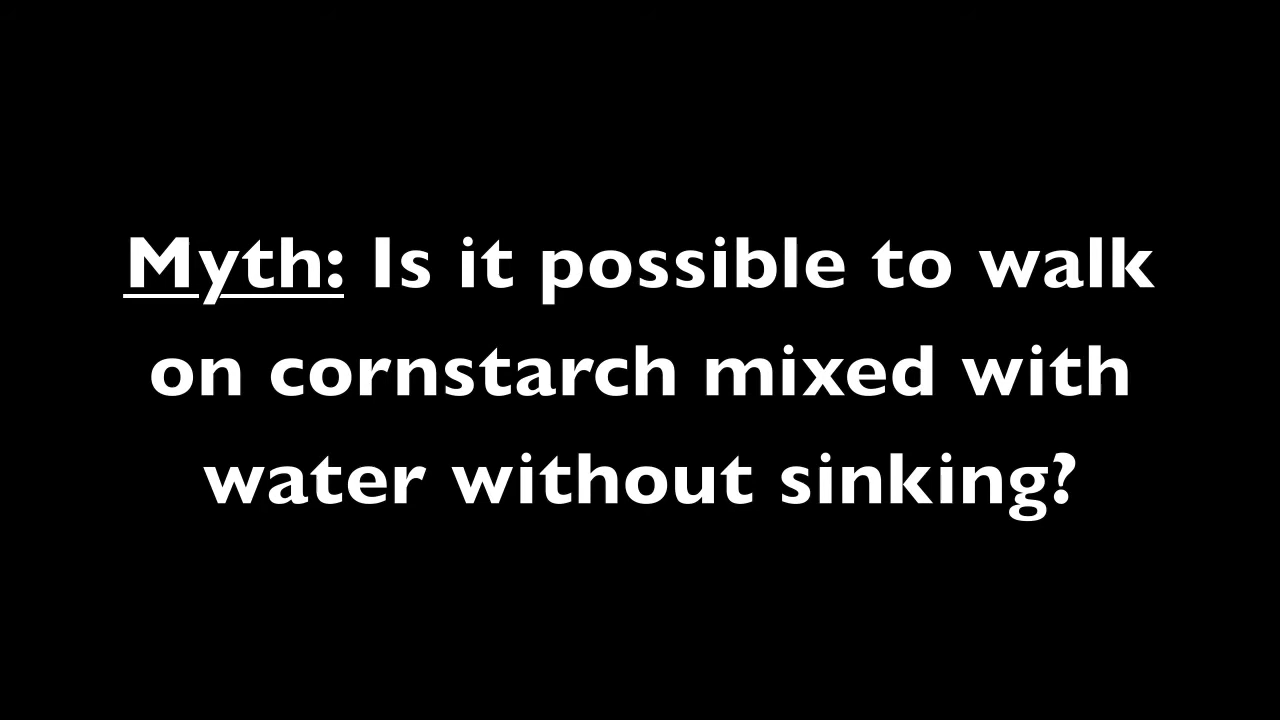 Myth: Is it possible to walk
on cornstarch mixed with
water without sinking?